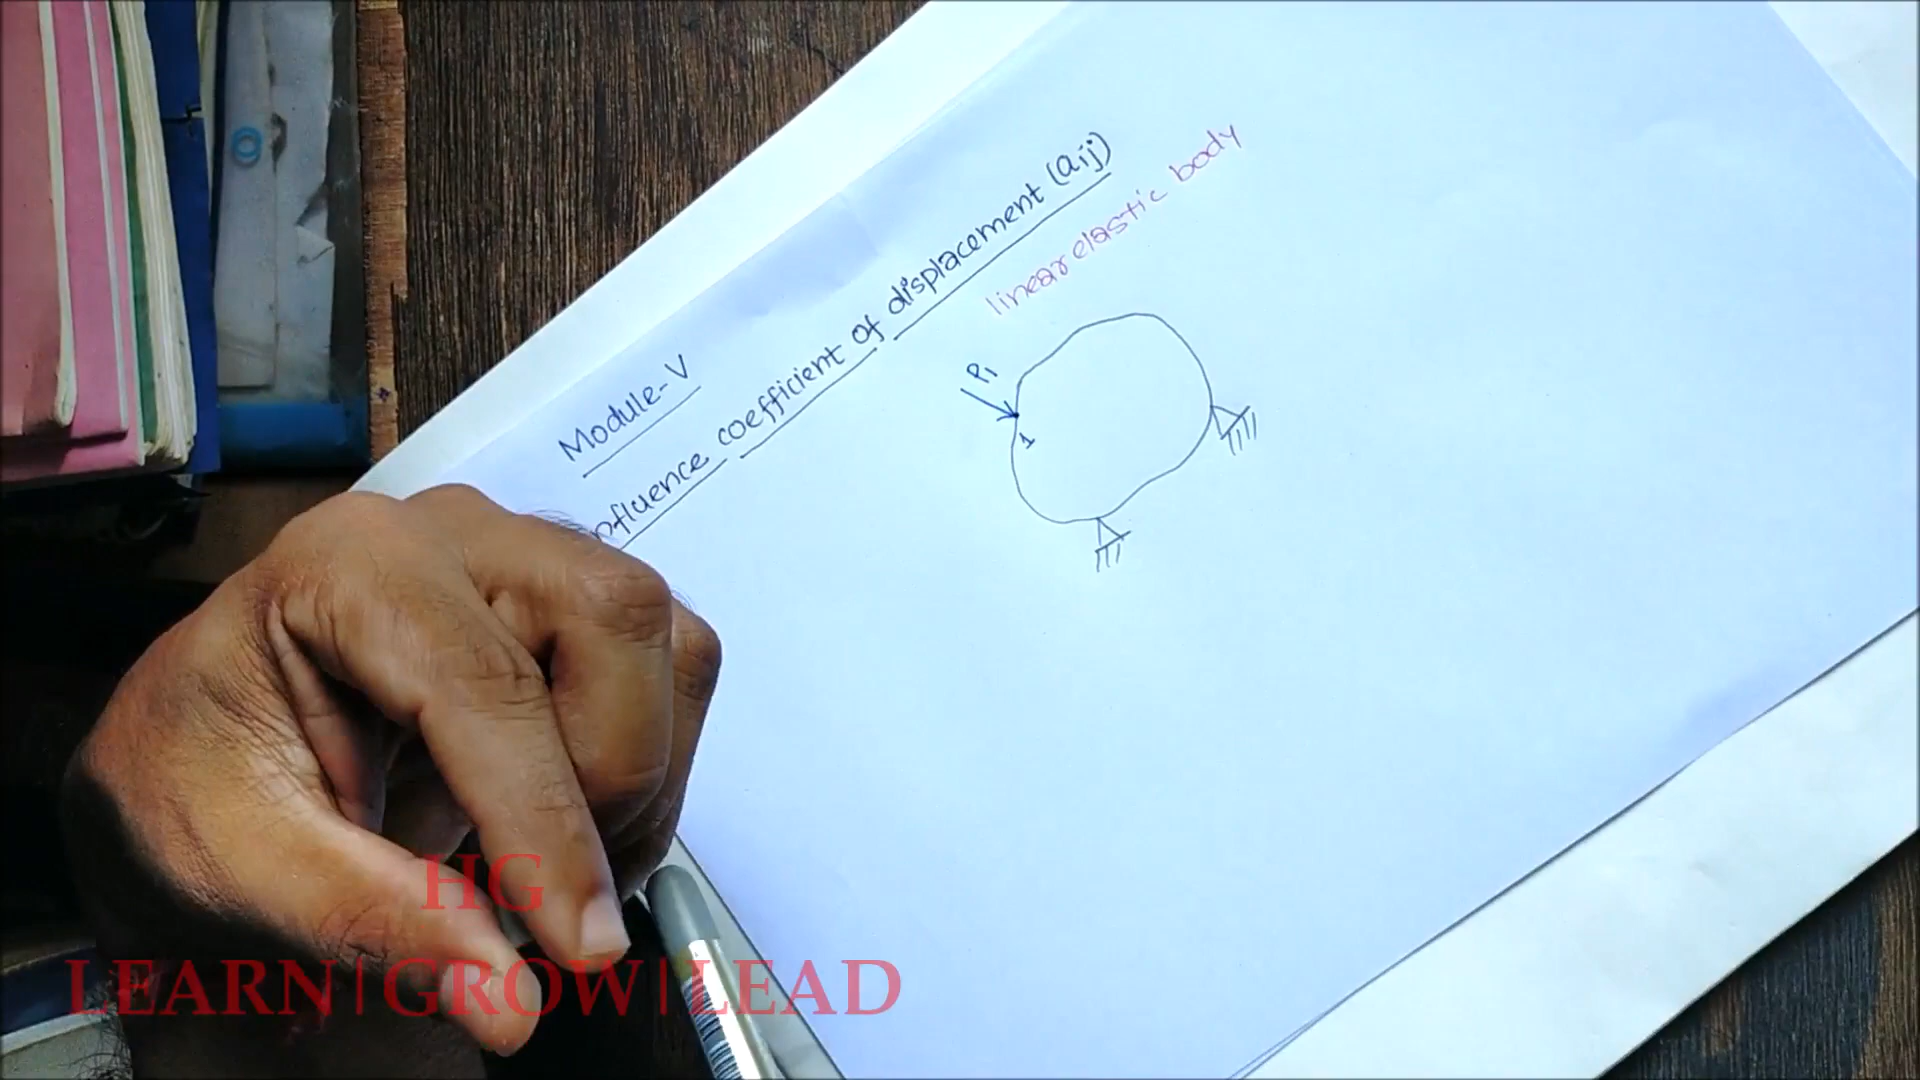 Module-V
nfluence coefficient of displacement (aij)
linear elastic body
P1
1
HG
LEARN|GROW|LEAD